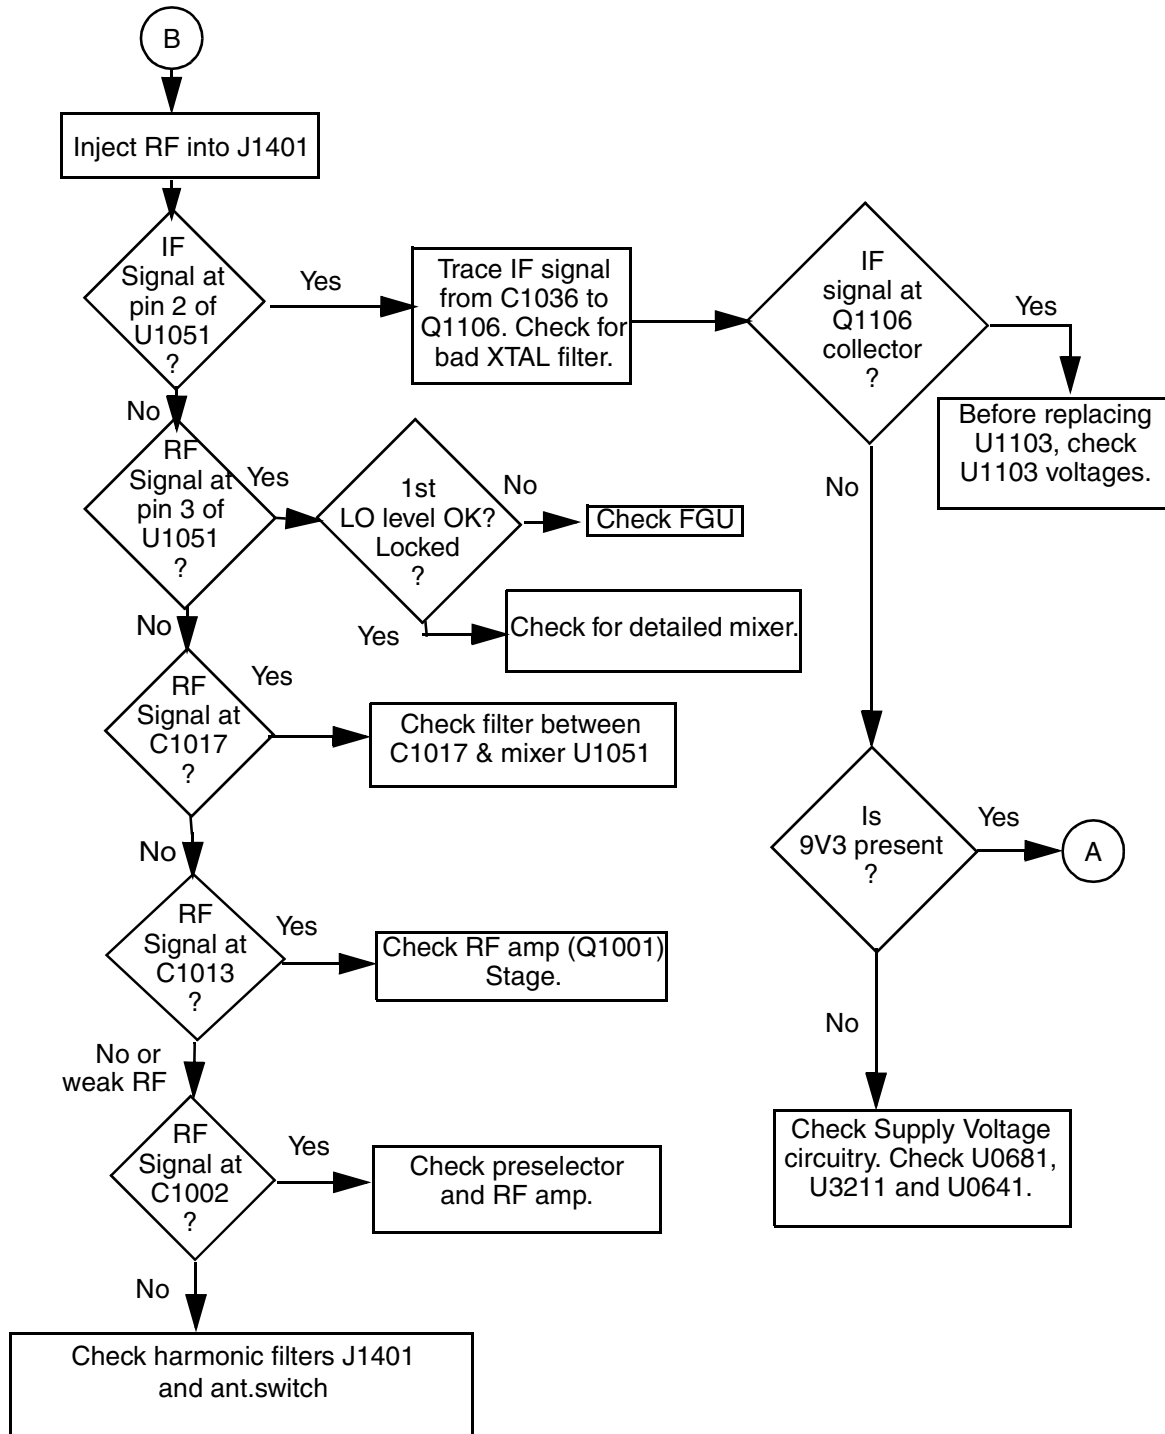 B
Inject RF into J1401
IF
Signal at
pin 2 of
U1051
?
Yes
No
Trace IF signal
from C1036 to
Q1106. Check for
bad XTAL filter.
IF
signal at
Q1106
collector
?
Yes
No
Before replacing
U1103, check
U1103 voltages.
RF
Signal at
pin 3 of
U1051
?
Yes
No
1st
LO level OK?
Locked
?
No
Yes
Check FGU
Check for detailed mixer.
RF
Signal at
C1017
?
Yes
No
Check filter between
C1017 & mixer U1051
Is
9V3 present
?
Yes
A
No
Check Supply Voltage
circuitry. Check U0681,
U3211 and U0641.
RF
Signal at
C1013
?
Yes
Check RF amp (Q1001)
Stage.
No or
weak RF
RF
Signal at
C1002
?
Yes
No
Check preselector
and RF amp.
Check harmonic filters J1401
and ant.switch